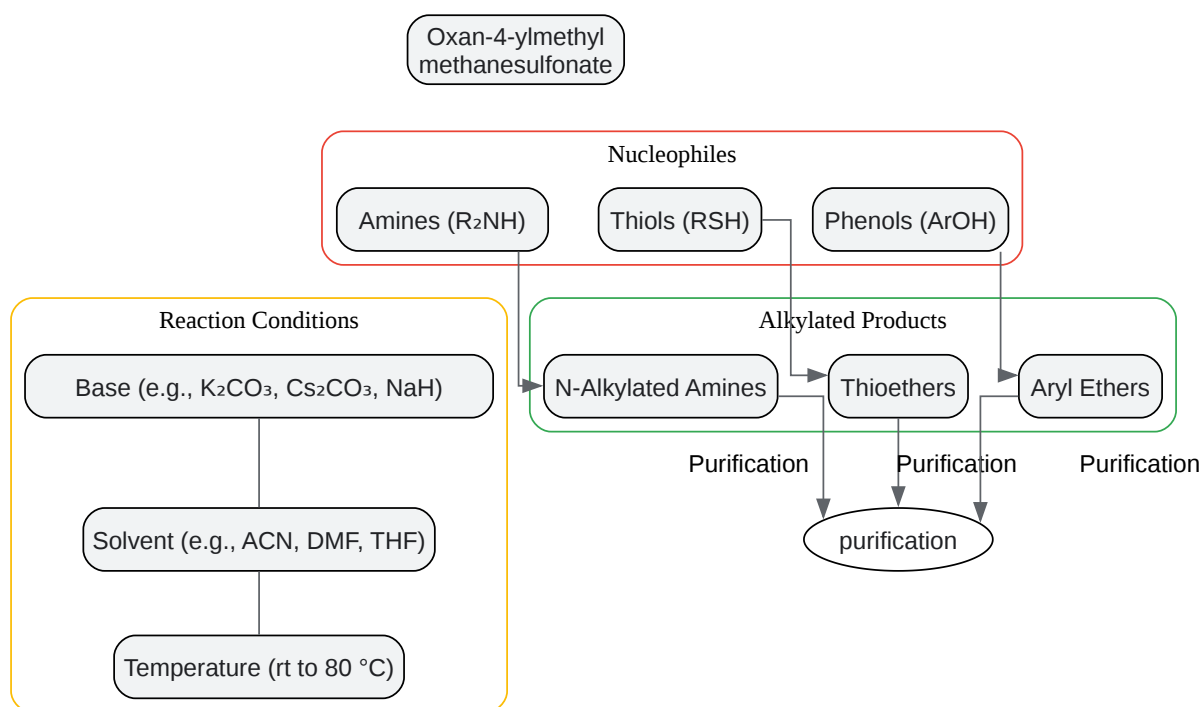 Oxan-4-ylmethyl
methanesulfonate
Nucleophiles
Amines (R₂NH)
Thiols (RSH)
Phenols (ArOH)
Reaction Conditions
Alkylated Products
Base (e.g., K₂CO₃, Cs₂CO₃, NaH)
N-Alkylated Amines
Thioethers
Aryl Ethers
Purification
Purification
Purification
Solvent (e.g., ACN, DMF, THF)
purification
Temperature (rt to 80 °C)